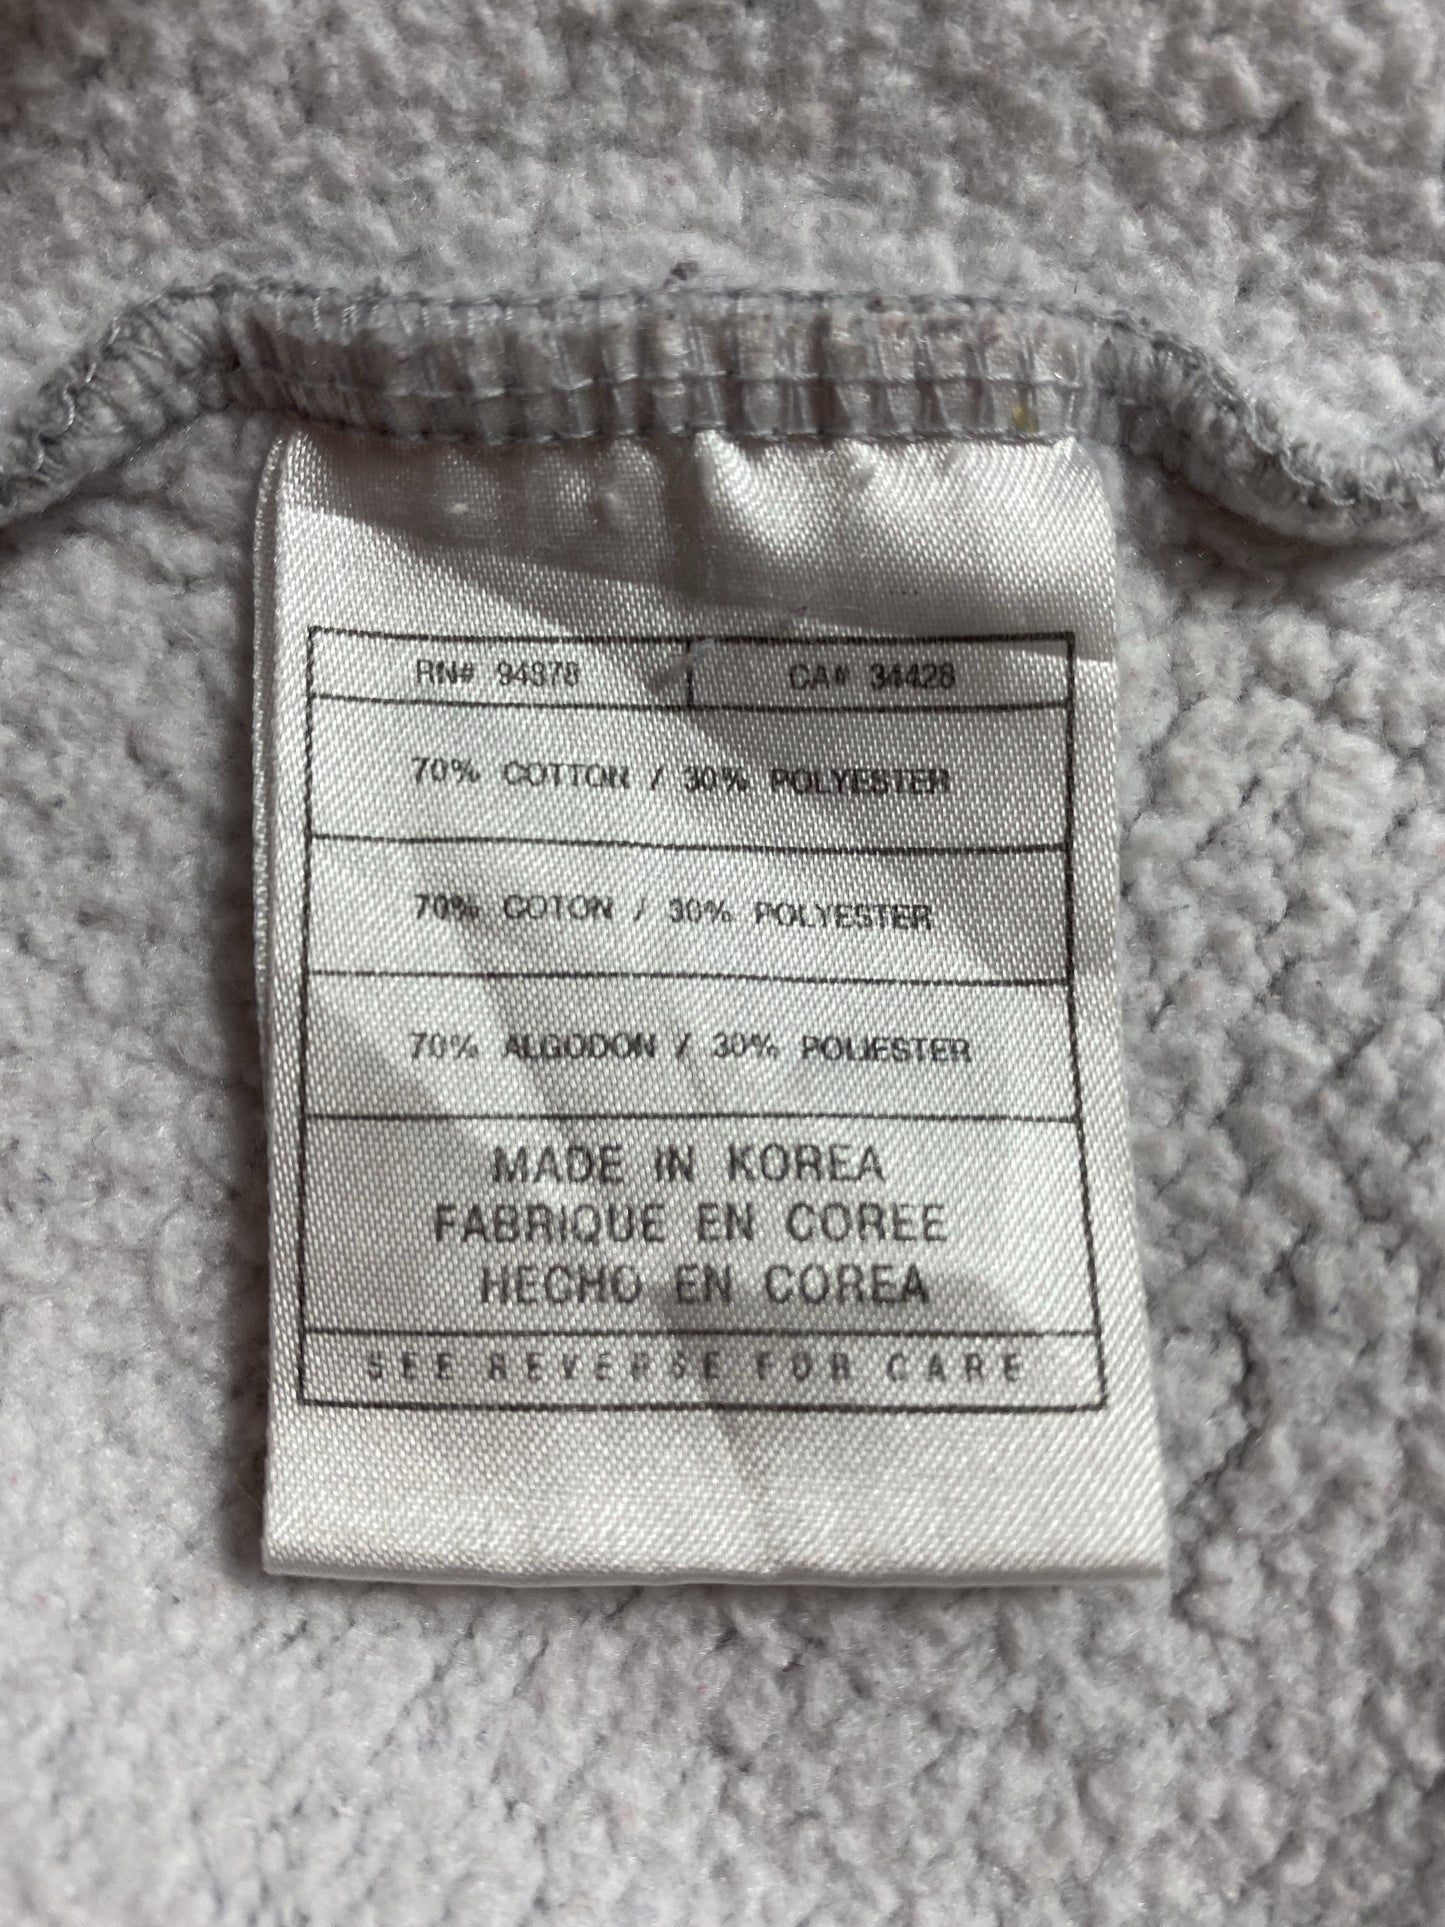 RN# 94378 CA# 34428
70% COTTON / 30% POLYESTER
70% COTON / 30% POLYESTER
70% ALGODON / 30% POLIESTER
MADE IN KOREA
FABRIQUE EN COREE
HECHO EN COREA
SEE REVERSE FOR CARE